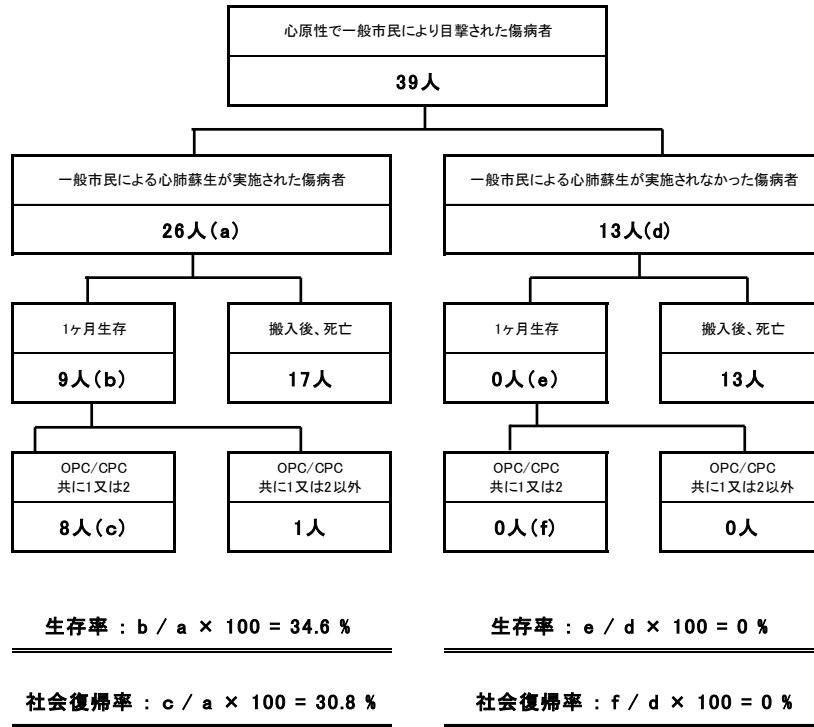 心原性で一般市民により目撃された傷病者
39人
一般市民による心肺蘇生が実施された傷病者
26人(a)
一般市民による心肺蘇生が実施されなかった傷病者
13人(d)
1ヶ月生存
9人(b)
搬入後、死亡
17人
1ヶ月生存
0人(e)
搬入後、死亡
13人
OPC/CPC
共に1又は2
8人(c)
OPC/CPC
共に1又は2以外
1人
OPC/CPC
共に1又は2
0人(f)
OPC/CPC
共に1又は2以外
0人
生存率 : b / a × 100 = 34.6 %
生存率 : e / d × 100 = 0 %
社会復帰率 : c / a × 100 = 30.8 %
社会復帰率 : f / d × 100 = 0 %